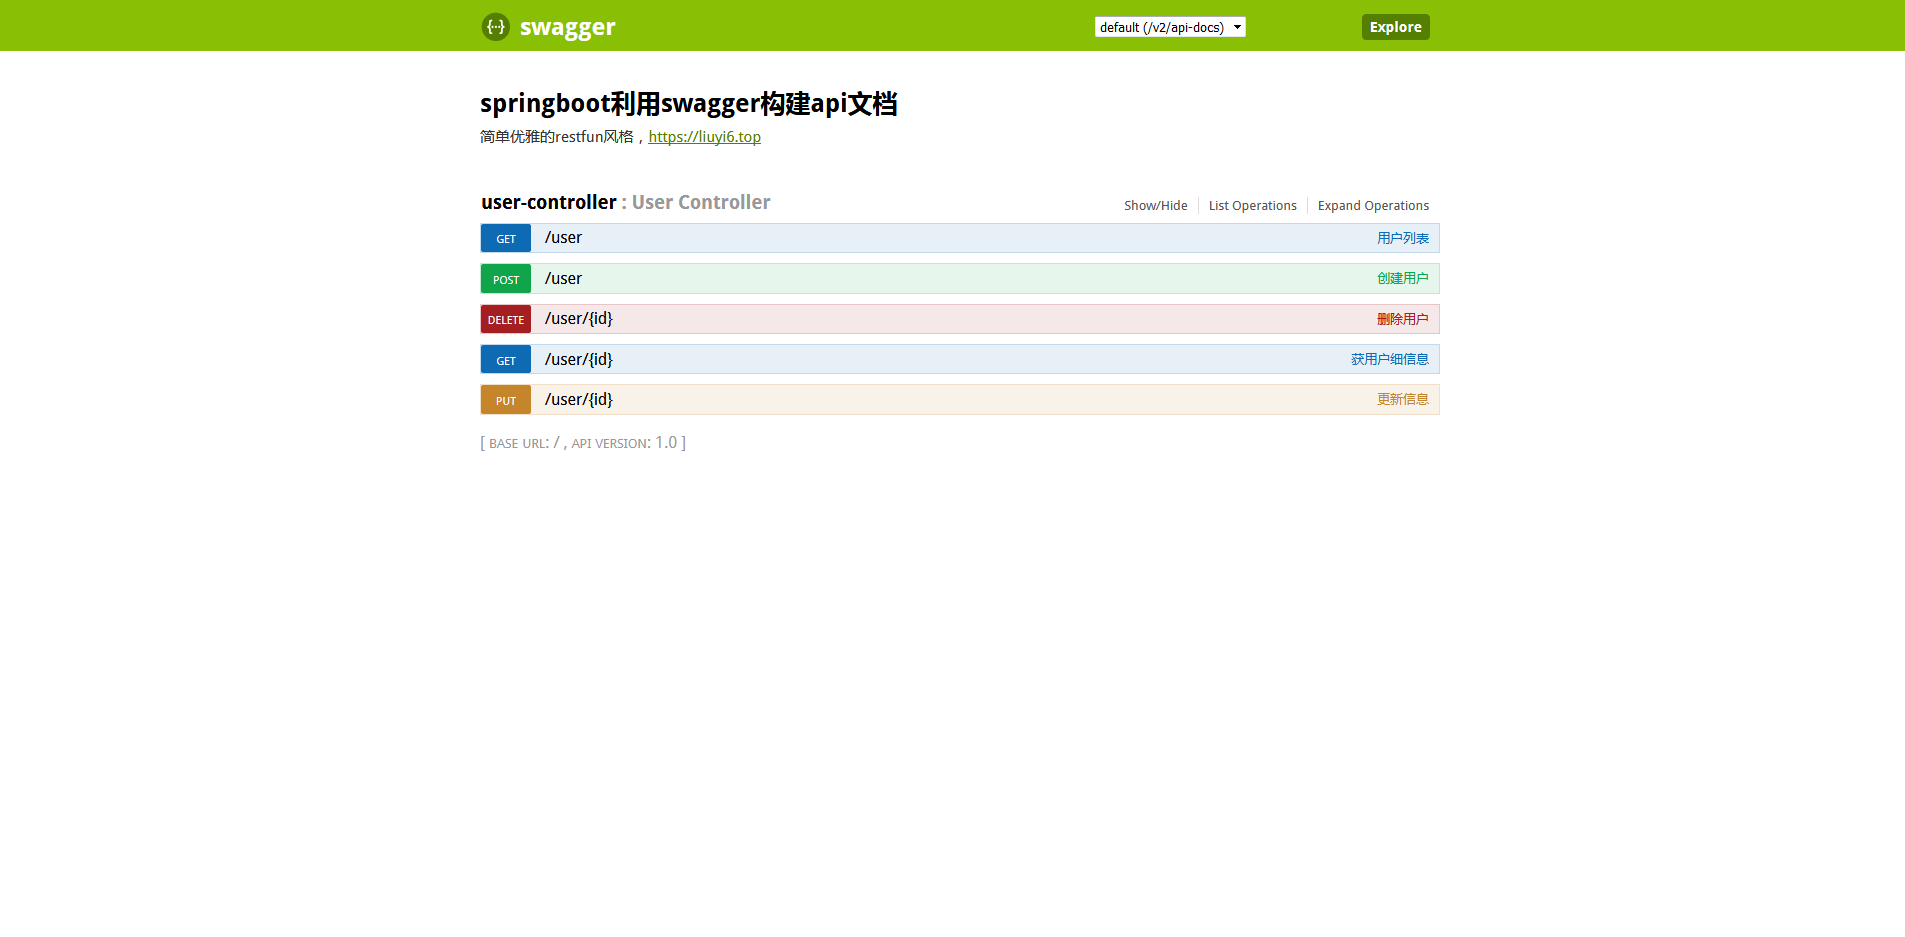 swagger default (/v2/api-docs) Explore
springboot利用swagger构建api文档
简单优雅的restfun风格，https://liuyi6.top
user-controller : User Controller Show/Hide List Operations Expand Operations
GET /user 用户列表
POST /user 创建用户
DELETE /user/{id} 删除用户
GET /user/{id} 获用户细信息
PUT /user/{id} 更新信息
[ BASE URL: / , API VERSION: 1.0 ]